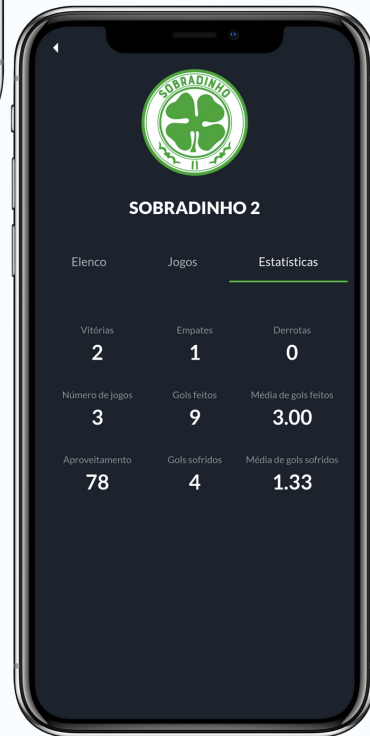 SOBRADINHO
SOBRADINHO 2
Elenco Jogos Estatísticas
Vitórias Empates Derrotas
2 1 0
Número de jogos Gols feitos Média de gols feitos
3 9 3.00
Aproveitamento Gols sofridos Média de gols sofridos
78 4 1.33